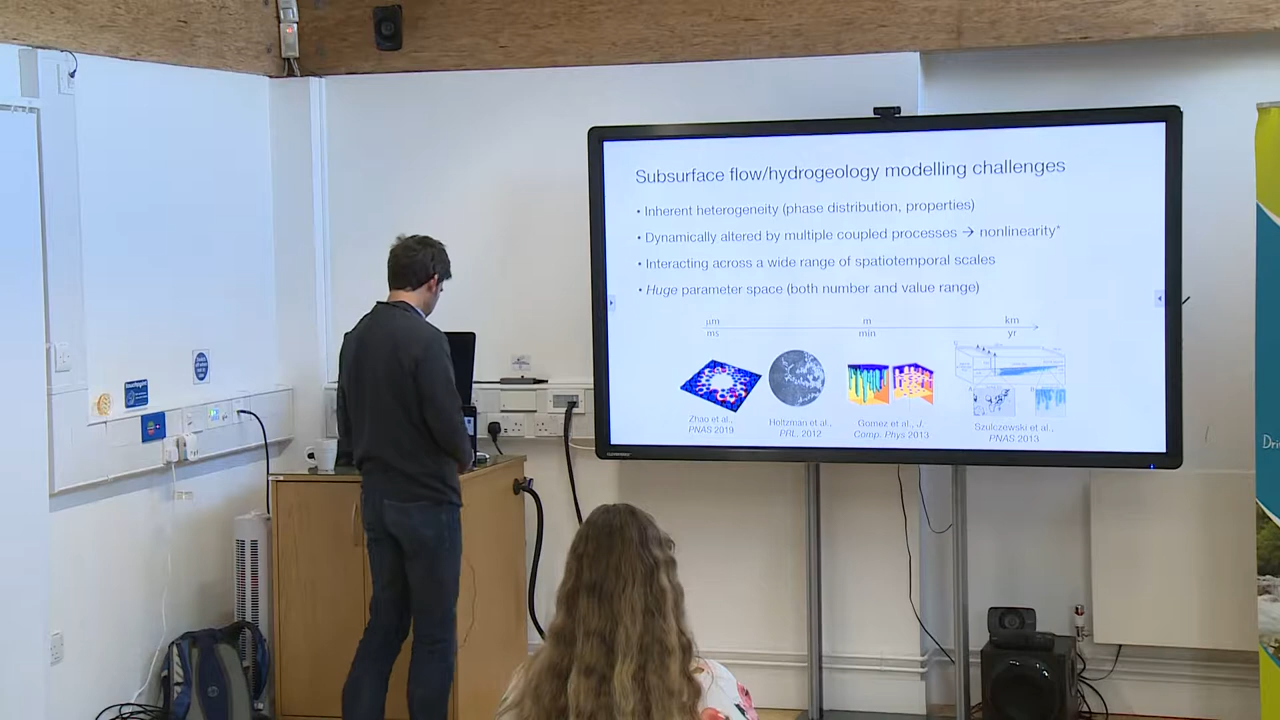 Subsurface flow/hydrogeology modelling challenges
• Inherent heterogeneity (phase distribution, properties)
• Dynamically altered by multiple coupled processes → nonlinearity*
• Interacting across a wide range of spatiotemporal scales
• Huge parameter space (both number and value range)
μm m km
ms min yr
Zhao et al., PNAS 2019
Holtzman et al., PRL, 2012
Gomez et al., J. Comp. Phys 2013
Szulczewski et al., PNAS 2013